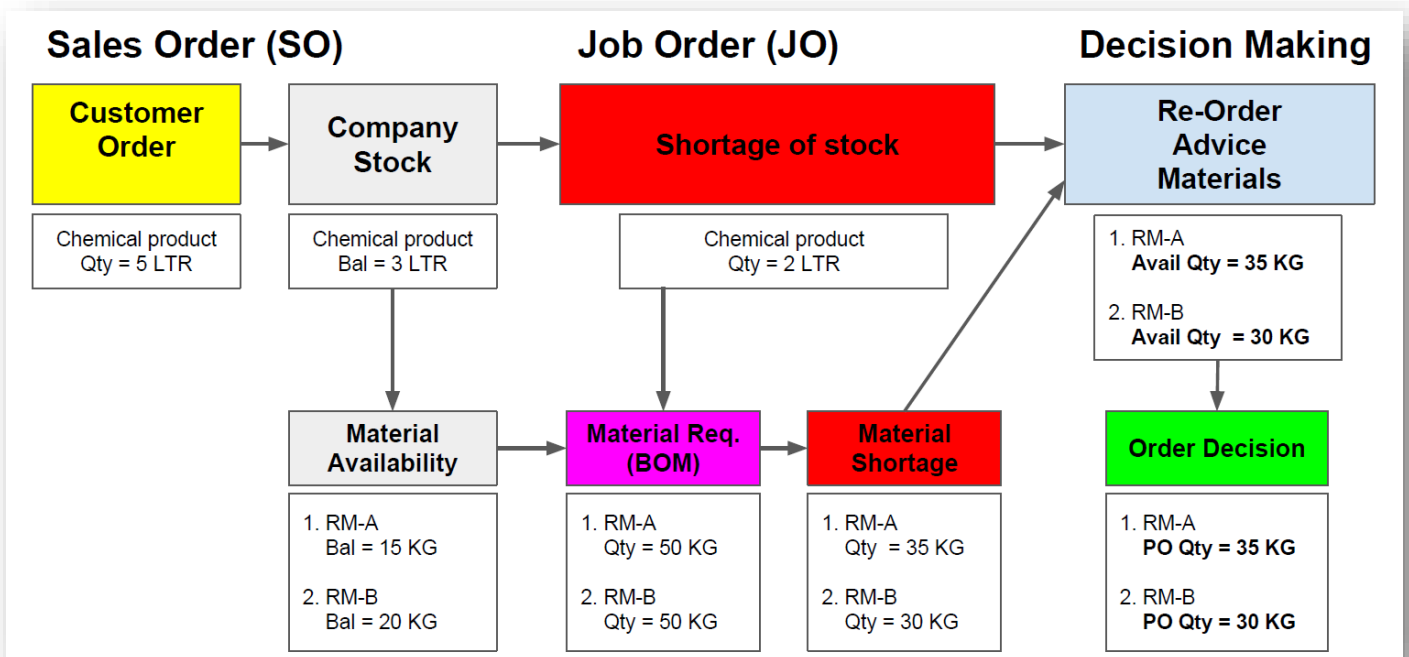 Sales Order (SO)
Job Order (JO)
Decision Making
Customer
Order
Company
Stock
Shortage of stock
Re-Order
Advice
Materials
Chemical product
Qty = 5 LTR
Chemical product
Bal = 3 LTR
Chemical product
Qty = 2 LTR
1. RM-A
Avail Qty = 35 KG
2. RM-B
Avail Qty = 30 KG
Material
Availability
Material Req.
(BOM)
Material
Shortage
Order Decision
1. RM-A
Bal = 15 KG
2. RM-B
Bal = 20 KG
1. RM-A
Qty = 50 KG
2. RM-B
Qty = 50 KG
1. RM-A
Qty = 35 KG
2. RM-B
Qty = 30 KG
1. RM-A
PO Qty = 35 KG
2. RM-B
PO Qty = 30 KG